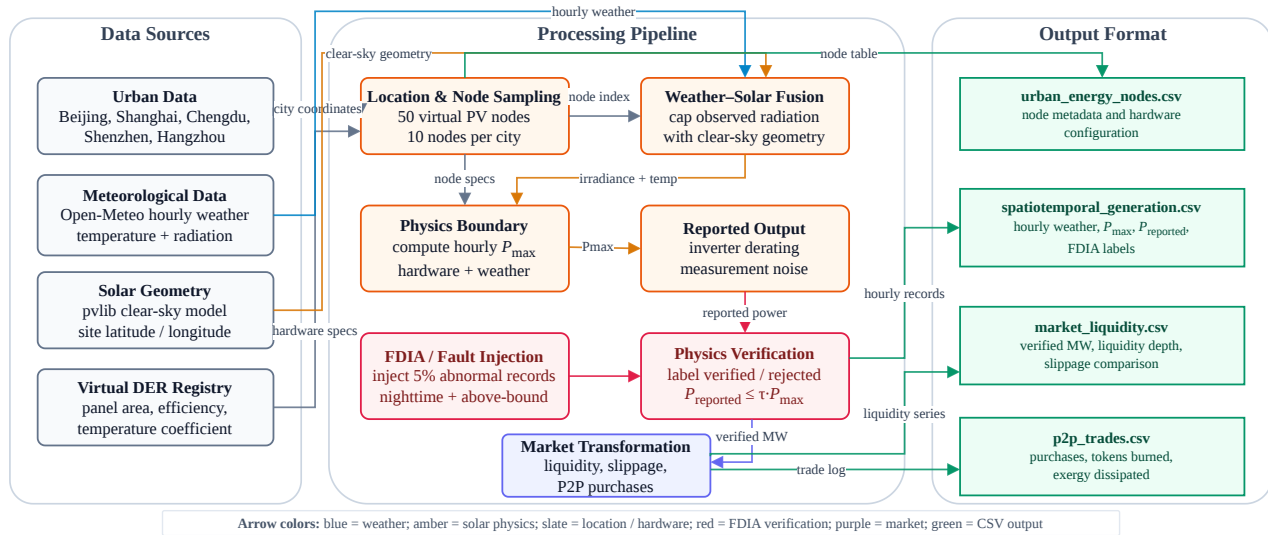 hourly weather
Data Sources
Processing Pipeline
Output Format
clear-sky geometry
node table
Urban Data
Beijing, Shanghai, Chengdu,
Shenzhen, Hangzhou
city coordinates
Location & Node Sampling
50 virtual PV nodes
10 nodes per city
node index
Weather–Solar Fusion
cap observed radiation
with clear-sky geometry
urban_energy_nodes.csv
node metadata and hardware
configuration
Meteorological Data
Open-Meteo hourly weather
temperature + radiation
node specs
irradiance + temp
Physics Boundary
compute hourly P_max
hardware + weather
Pmax
Reported Output
inverter derating
measurement noise
spatiotemporal_generation.csv
hourly weather, P_max, P_reported,
FDIA labels
Solar Geometry
pvlib clear-sky model
site latitude / longitude
hardware specs
hourly records
reported power
FDIA / Fault Injection
inject 5% abnormal records
nighttime + above-bound
Physics Verification
label verified / rejected
P_reported ≤ τ·P_max
market_liquidity.csv
verified MW, liquidity depth,
slippage comparison
Virtual DER Registry
panel area, efficiency,
temperature coefficient
liquidity series
verified MW
Market Transformation
liquidity, slippage,
P2P purchases
trade log
p2p_trades.csv
purchases, tokens burned,
exergy dissipated
Arrow colors: blue = weather; amber = solar physics; slate = location / hardware; red = FDIA verification; purple = market; green = CSV output